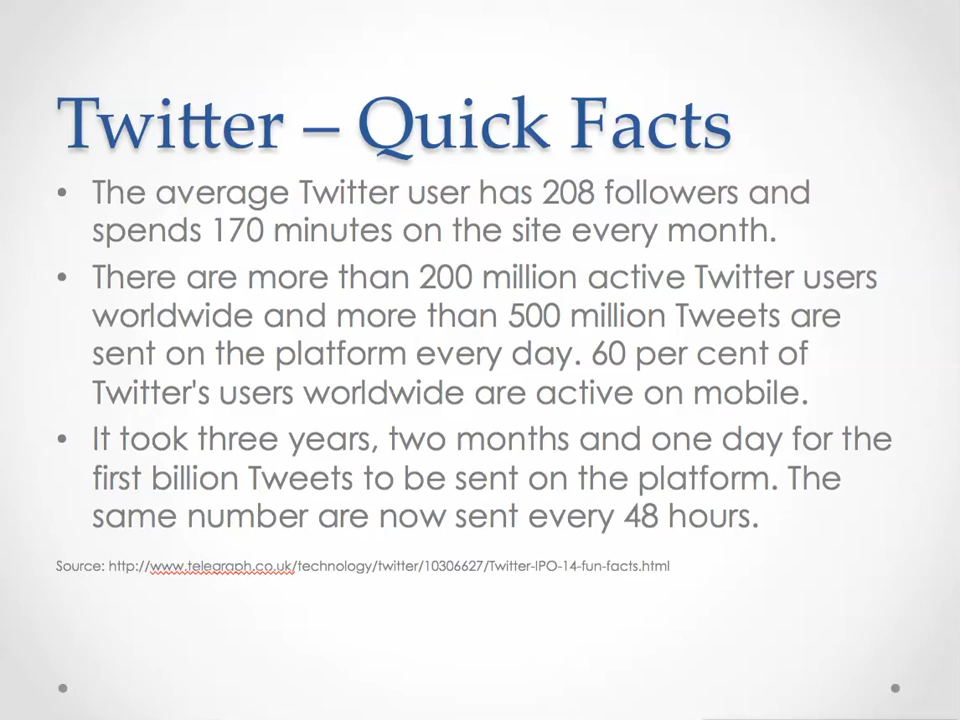 Twitter – Quick Facts
• The average Twitter user has 208 followers and
spends 170 minutes on the site every month.
• There are more than 200 million active Twitter users
worldwide and more than 500 million Tweets are
sent on the platform every day. 60 per cent of
Twitter's users worldwide are active on mobile.
• It took three years, two months and one day for the
first billion Tweets to be sent on the platform. The
same number are now sent every 48 hours.
Source: http://www.telegraph.co.uk/technology/twitter/10306627/Twitter-IPO-14-fun-facts.html